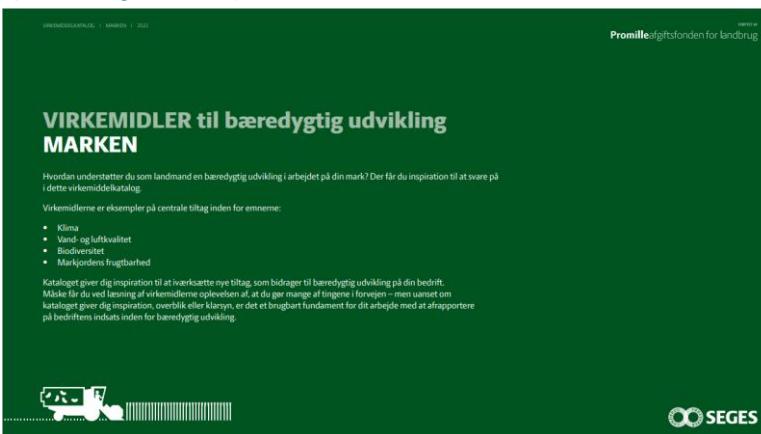 VIRKEMIDDELKATALOG | MARKEN | 2022
STØTTET AF
Promilleafgiftsfonden for landbrug
VIRKEMIDLER til bæredygtig udvikling
MARKEN
Hvordan understøtter du som landmand en bæredygtig udvikling i arbejdet på din mark? Der får du inspiration til at svare på
i dette virkemiddelkatalog.
Virkemidlerne er eksempler på centrale tiltag inden for emnerne:
• Klima
• Vand- og luftkvalitet
• Biodiversitet
• Markjordens frugtbarhed
Kataloget giver dig inspiration til at iværksætte nye tiltag, som bidrager til bæredygtig udvikling på din bedrift.
Måske får du ved læsning af virkemidlerne oplevelsen af, at du gør mange af tingene i forvejen – men uanset om
kataloget giver dig inspiration, overblik eller klarsyn, er det et brugbart fundament for dit arbejde med at afrapportere
på bedriftens indsats inden for bæredygtig udvikling.
SEGES